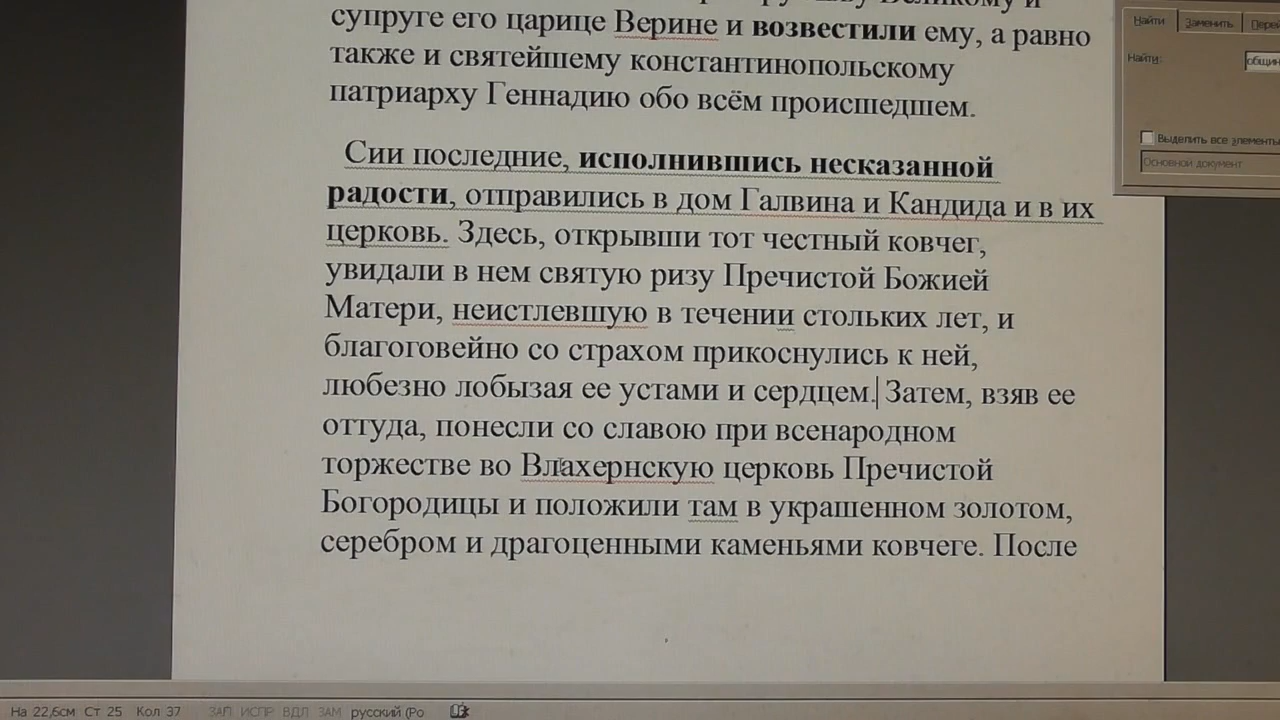 Великому и
супруге его царице Верине и возвестили ему, а равно
также и святейшему константинопольскому
патриарху Геннадию обо всём происшедшем.
Сии последние, исполнившись несказанной
радости, отправились в дом Галвина и Кандида и в их
церковь. Здесь, открывши тот честный ковчег,
увидали в нем святую ризу Пречистой Божией
Матери, неистлевшую в течении стольких лет, и
благоговейно со страхом прикоснулись к ней,
любезно лобызая ее устами и сердцем. Затем, взяв ее
оттуда, понесли со славою при всенародном
торжестве во Влахернскую церковь Пречистой
Богородицы и положили там в украшенном золотом,
серебром и драгоценными каменьями ковчеге. После
Найти Заменить Перей
Найти: общин
Выделить все элементы
Основной документ
На 22,6см Ст 25 Кол 37 ЗАП ИСПР ВДЛ ЗАМ русский (Ро